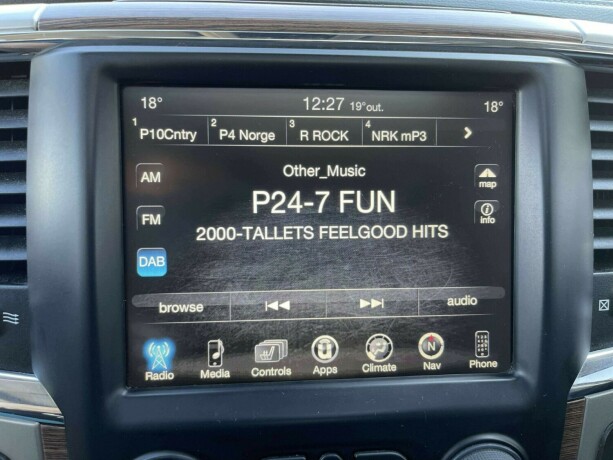 18° 12:27 19°out. 18°
1 P10Cntry 2 P4 Norge 3 R ROCK 4 NRK mP3
Other_Music
AM
P24-7 FUN
map
FM
2000-TALLETS FEELGOOD HITS
info
DAB
browse audio
Radio Media Controls Apps Climate Nav Phone
N